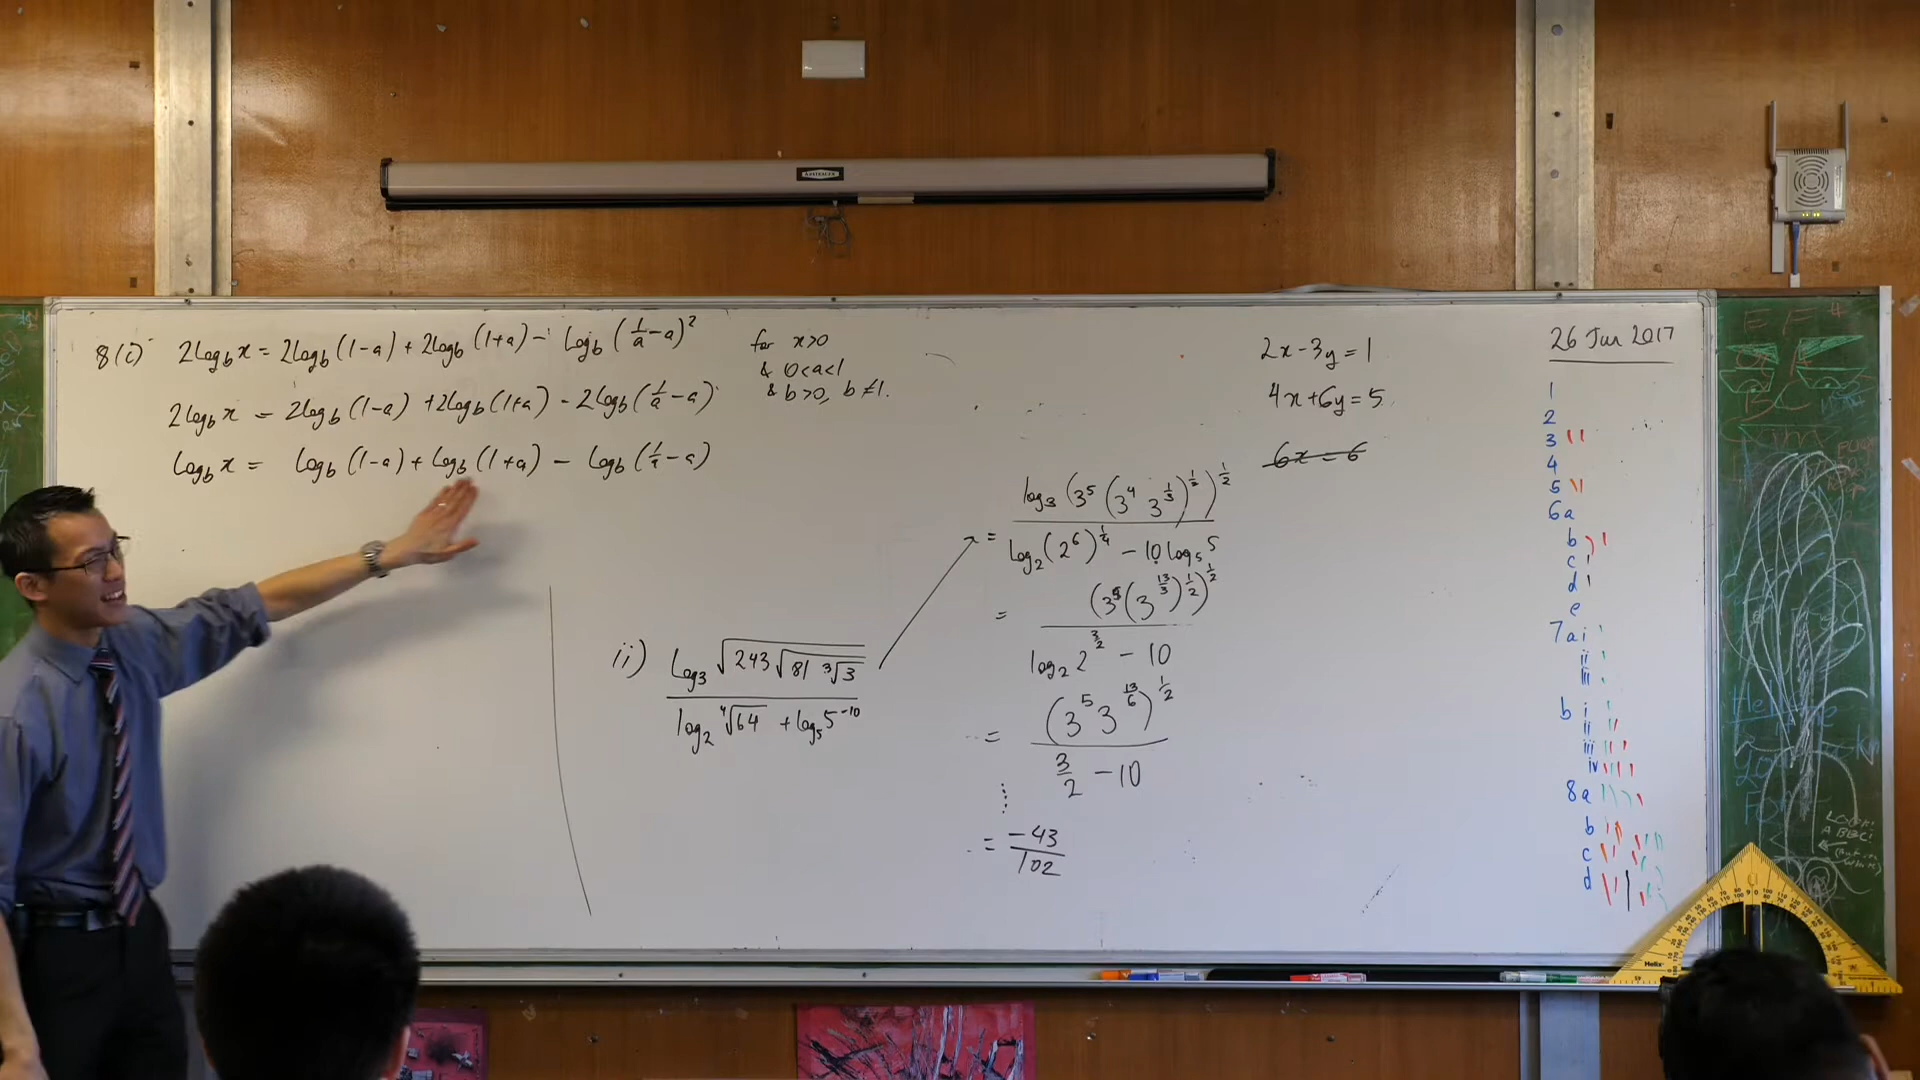 8(i) 2log_b x = 2log_b (1-a) + 2log_b (1+a) - log_b (1/a - a)²
for x>0
& 0<a<1
& b>0, b≠1.
2log_b x = 2log_b (1-a) + 2log_b (1+a) - 2log_b (1/a - a)
log_b x = log_b (1-a) + log_b (1+a) - log_b (1/a - a)
ii) log_3 √(243√(81 ³√3)) / (log_2 ⁴√64 + log_5 5^-10)
= log_3 (3^5 (3^4 3^(1/3))^(1/2))^(1/2) / (log_2 (2^6)^(1/4) - 10 log_5 5)
= (3^5 (3^(13/3))^(1/2))^(1/2) / (log_2 2^(3/2) - 10)
= (3^5 3^(13/6))^(1/2) / (3/2 - 10)
⋮
= -43/102
2x-3y=1
4x+6y=5
6x=6
26 Jun 2017
1
2
3
4
5
6a
b
c
d
e
7a i
ii
iii
b i
ii
iii
iv
8a
b
c
d
LOOK!
A BBC!
Helix